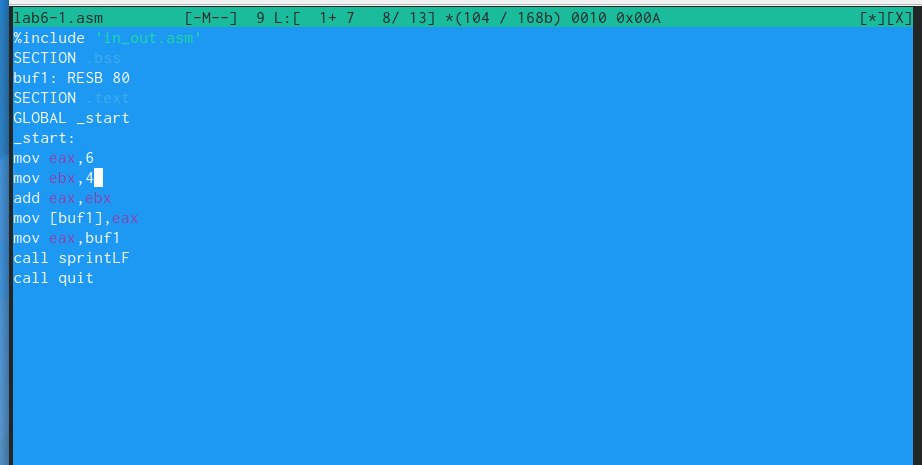 lab6-1.asm [-M--] 9 L:[ 1+ 7 8/ 13] *(104 / 168b) 0010 0x00A [*][X]
%include 'in_out.asm'
SECTION .bss
buf1: RESB 80
SECTION .text
GLOBAL _start
_start:
mov eax,6
mov ebx,4
add eax,ebx
mov [buf1],eax
mov eax,buf1
call sprintLF
call quit